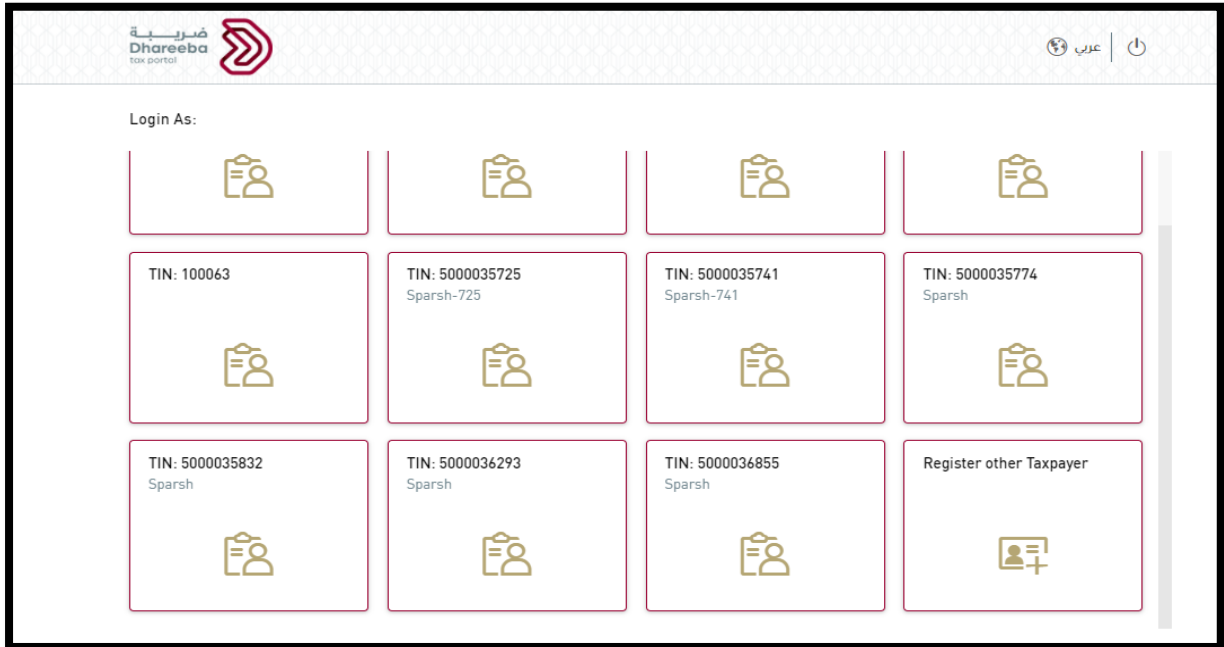 ضريبة
Dhareeba
tax portal
عربي
Login As:
TIN: 100063
TIN: 5000035725
Sparsh-725
TIN: 5000035741
Sparsh-741
TIN: 5000035774
Sparsh
TIN: 5000035832
Sparsh
TIN: 5000036293
Sparsh
TIN: 5000036855
Sparsh
Register other Taxpayer